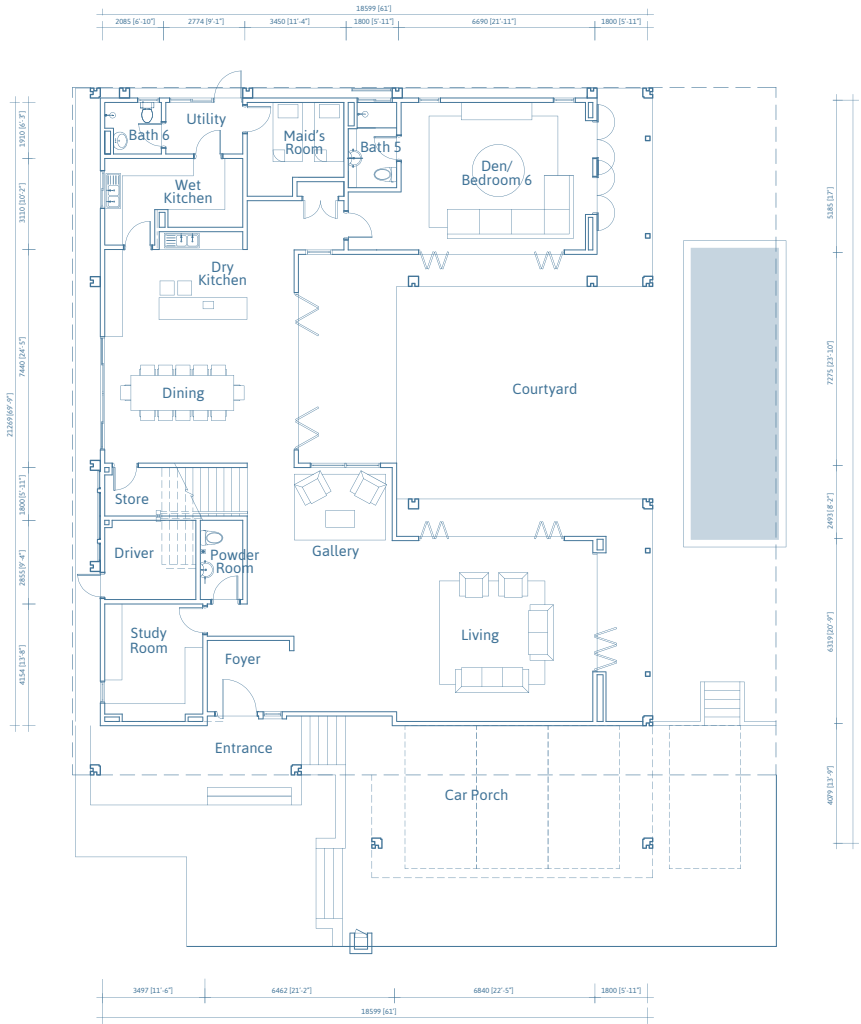 18599 [61']
2085 [6'-10"]
2774 [9'-1"]
3450 [11'-4"]
1800 [5'-11"]
6690 [21'-11"]
1800 [5'-11"]
1910 [6'-3"]
3110 [10'-2"]
7440 [24'-5"]
21269 [69'-9"]
1800 [5'-11"]
2855 [9'-4"]
4154 [13'-8"]
Bath 6
Utility
Maid's
Room
Bath 5
Den/
Bedroom 6
Wet
Kitchen
Dry
Kitchen
Dining
Courtyard
Store
Driver
Powder
Room
Gallery
Study
Room
Foyer
Living
Entrance
Car Porch
5185 [17']
7275 [23'-10"]
2493 [8'-2"]
6319 [20'-9"]
3497 [11'-6"]
6462 [21'-2"]
6840 [22'-5"]
1800 [5'-11"]
18599 [61']